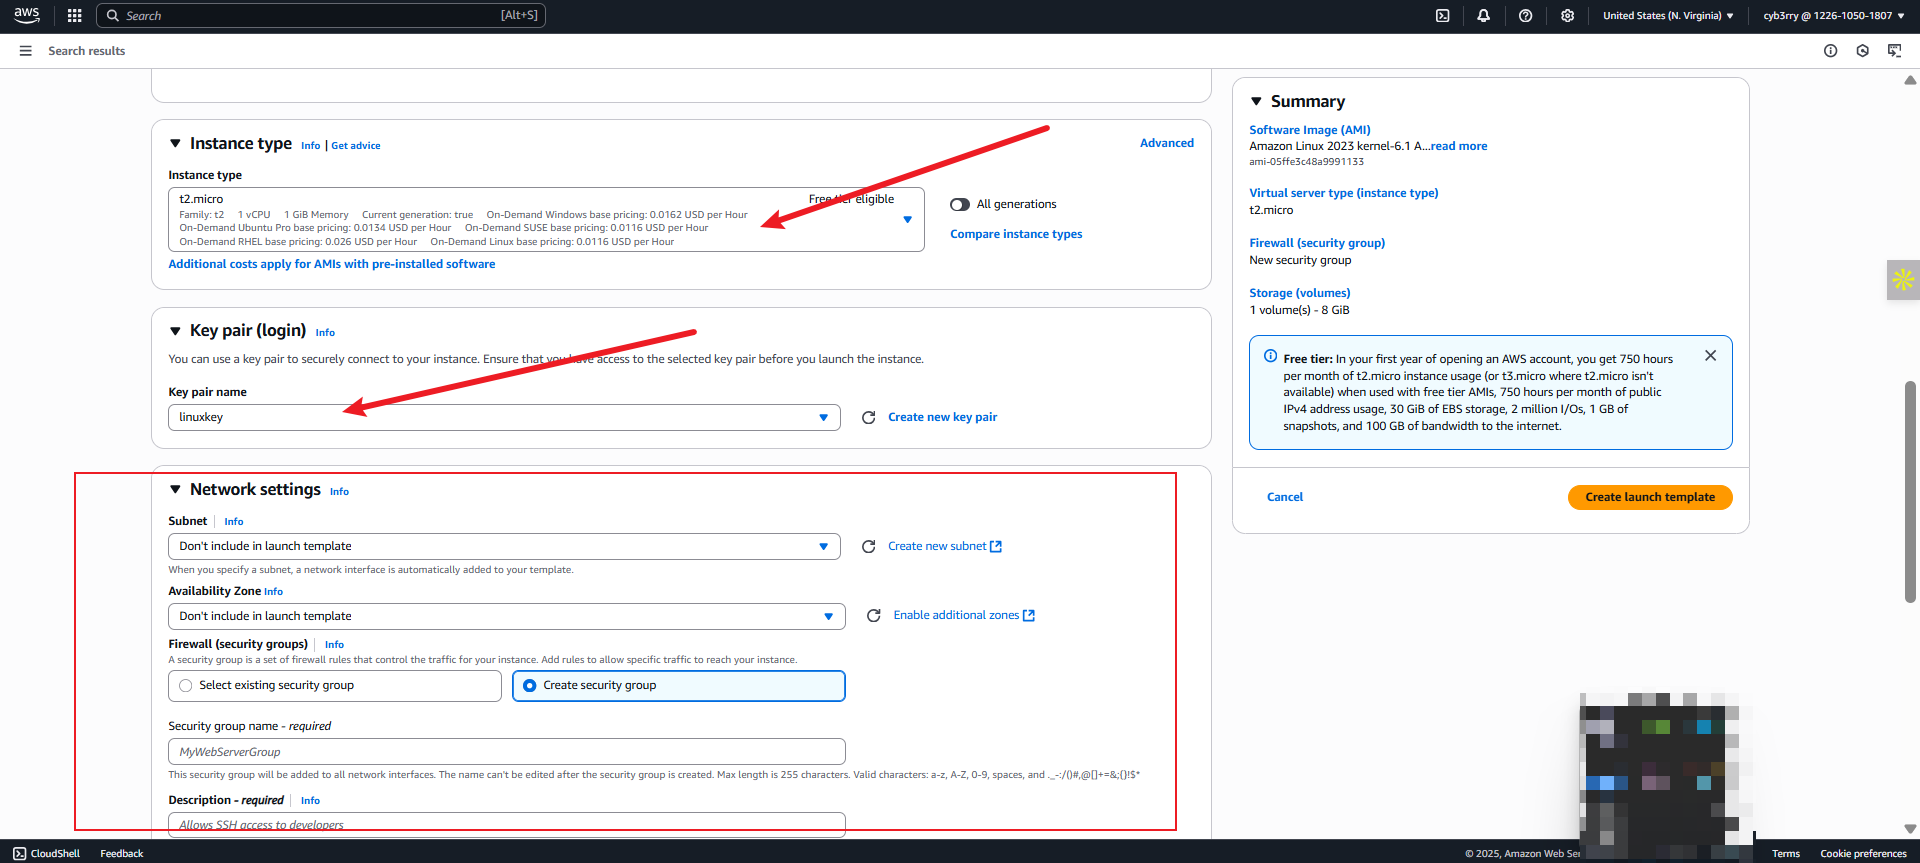 aws
Search
[Alt+S]
United States (N. Virginia)
cyb3rry @ 1226-1050-1807
Search results
Instance type Info | Get advice
Advanced
Instance type
t2.micro
Free tier eligible
Family: t2 1 vCPU 1 GiB Memory Current generation: true On-Demand Windows base pricing: 0.0162 USD per Hour
On-Demand Ubuntu Pro base pricing: 0.0134 USD per Hour On-Demand SUSE base pricing: 0.0116 USD per Hour
On-Demand RHEL base pricing: 0.026 USD per Hour On-Demand Linux base pricing: 0.0116 USD per Hour
All generations
Compare instance types
Additional costs apply for AMIs with pre-installed software
Key pair (login) Info
You can use a key pair to securely connect to your instance. Ensure that you have access to the selected key pair before you launch the instance.
Key pair name
linuxkey
Create new key pair
Network settings Info
Subnet Info
Don't include in launch template
Create new subnet
When you specify a subnet, a network interface is automatically added to your template.
Availability Zone Info
Don't include in launch template
Enable additional zones
Firewall (security groups) Info
A security group is a set of firewall rules that control the traffic for your instance. Add rules to allow specific traffic to reach your instance.
Select existing security group
Create security group
Security group name - required
MyWebServerGroup
This security group will be added to all network interfaces. The name can't be edited after the security group is created. Max length is 255 characters. Valid characters: a-z, A-Z, 0-9, spaces, and ._-:/()#,@[]+=&;{}!$*
Description - required Info
Allows SSH access to developers
Summary
Software Image (AMI)
Amazon Linux 2023 kernel-6.1 A...read more
ami-05ffe3c48a9991133
Virtual server type (instance type)
t2.micro
Firewall (security group)
New security group
Storage (volumes)
1 volume(s) - 8 GiB
Free tier: In your first year of opening an AWS account, you get 750 hours
per month of t2.micro instance usage (or t3.micro where t2.micro isn't
available) when used with free tier AMIs, 750 hours per month of public
IPv4 address usage, 30 GiB of EBS storage, 2 million I/Os, 1 GB of
snapshots, and 100 GB of bandwidth to the internet.
Cancel
Create launch template
CloudShell
Feedback
© 2025, Amazon Web Ser
Terms
Cookie preferences